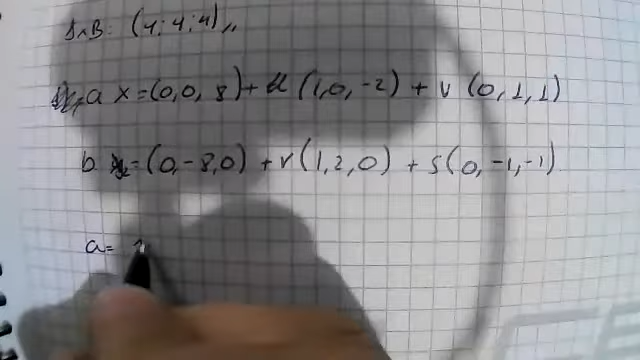 A∩B: (4; 4; 4)
a x=(0,0,8)+u(1,0,-2)+v(0,1,1)
b x=(0,-8,0)+r(1,2,0)+s(0,-1,-1)
a=